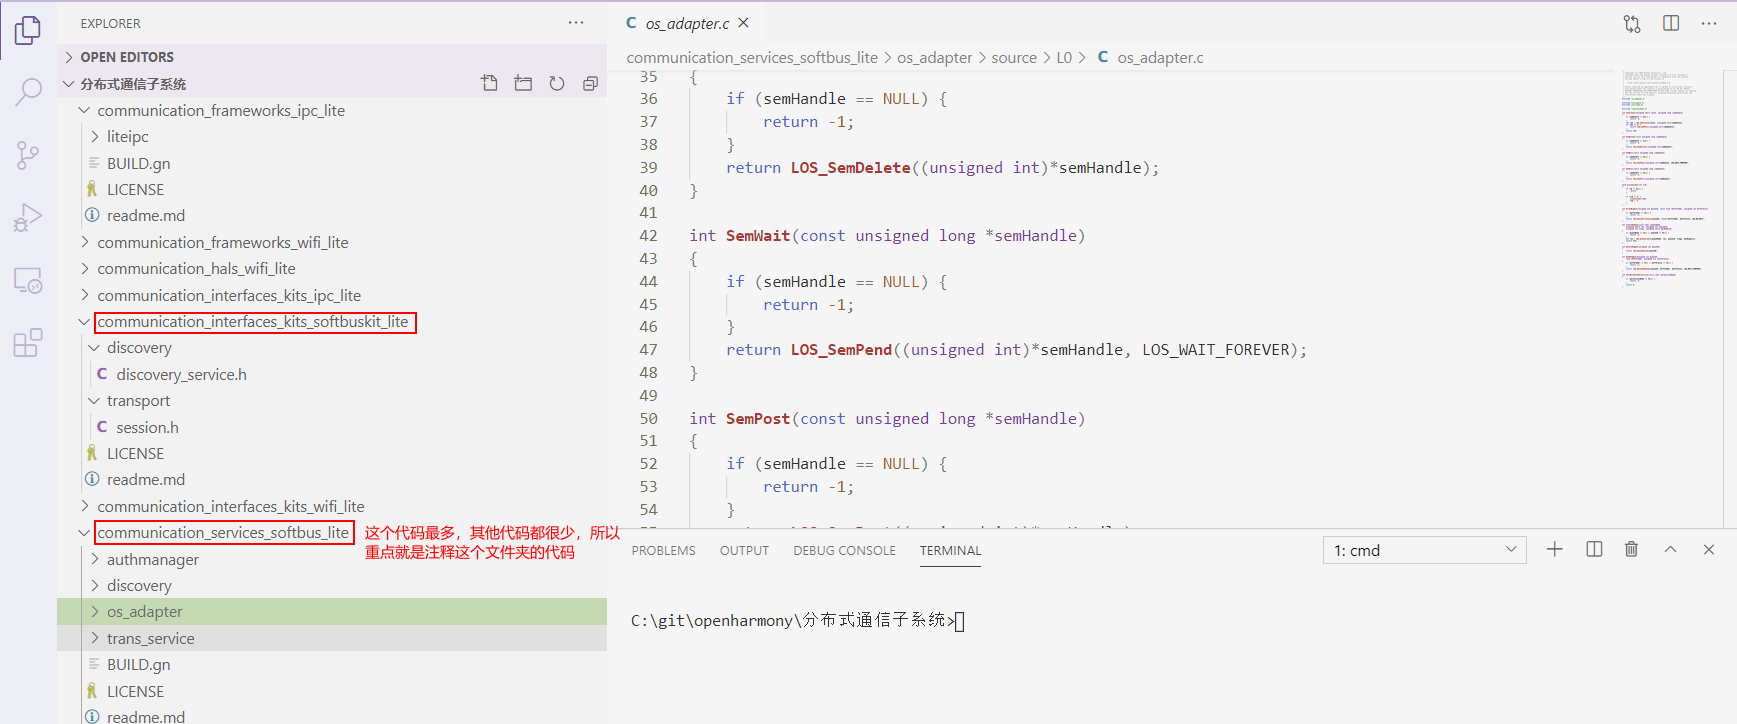 EXPLORER
OPEN EDITORS
分布式通信子系统
communication_frameworks_ipc_lite
liteipc
BUILD.gn
LICENSE
readme.md
communication_frameworks_wifi_lite
communication_hals_wifi_lite
communication_interfaces_kits_ipc_lite
communication_interfaces_kits_softbuskit_lite
discovery
C discovery_service.h
transport
C session.h
LICENSE
readme.md
communication_interfaces_kits_wifi_lite
communication_services_softbus_lite
这个代码最多，其他代码都很少，所以
重点就是注释这个文件夹的代码
authmanager
discovery
os_adapter
trans_service
BUILD.gn
LICENSE
readme.md
C os_adapter.c
communication_services_softbus_lite > os_adapter > source > L0 > C os_adapter.c
35 {
36 if (semHandle == NULL) {
37 return -1;
38 }
39 return LOS_SemDelete((unsigned int)*semHandle);
40 }
41
42 int SemWait(const unsigned long *semHandle)
43 {
44 if (semHandle == NULL) {
45 return -1;
46 }
47 return LOS_SemPend((unsigned int)*semHandle, LOS_WAIT_FOREVER);
48 }
49
50 int SemPost(const unsigned long *semHandle)
51 {
52 if (semHandle == NULL) {
53 return -1;
54 }
PROBLEMS OUTPUT DEBUG CONSOLE TERMINAL 1: cmd
C:\git\openharmony\分布式通信子系统>